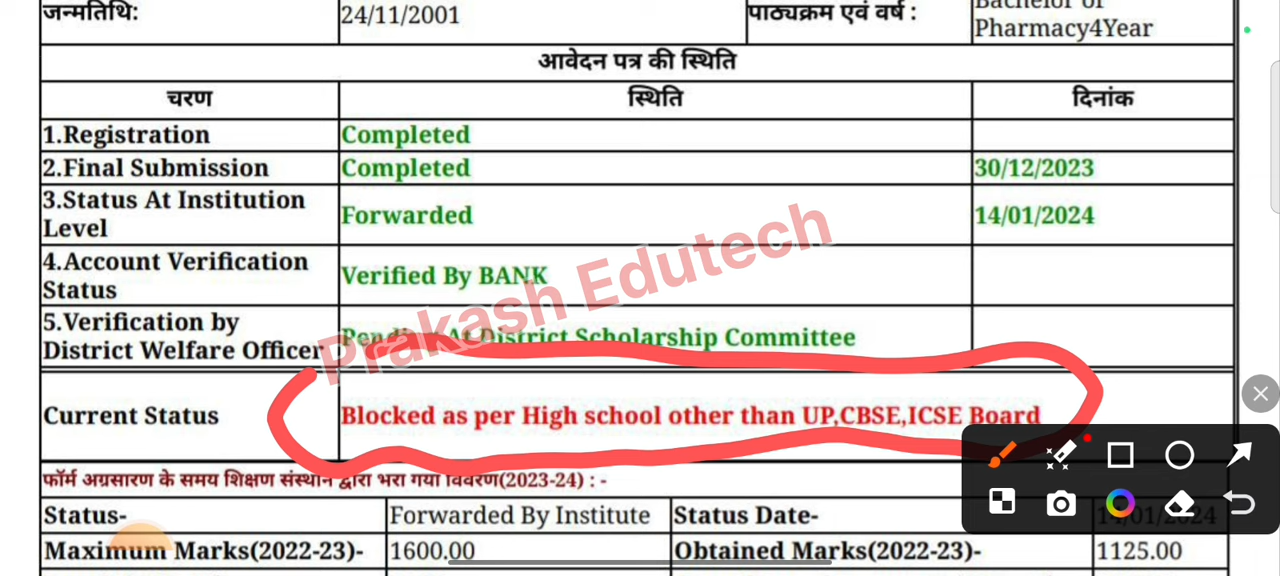 जन्मतिथि: 24/11/2001 पाठ्यक्रम एवं वर्ष : Bachelor of
Pharmacy4Year
आवेदन पत्र की स्थिति
चरण स्थिति दिनांक
1.Registration Completed
2.Final Submission Completed 30/12/2023
3.Status At Institution
Level Forwarded 14/01/2024
4.Account Verification
Status Verified By BANK
5.Verification by
District Welfare Officer Pending At District Scholarship Committee
Prakash Edutech
Current Status Blocked as per High school other than UP,CBSE,ICSE Board
फॉर्म अग्रसारण के समय शिक्षण संस्थान द्वारा भरा गया विवरण(2023-24) : -
Status- Forwarded By Institute Status Date- 14/01/2024
Maximum Marks(2022-23)- 1600.00 Obtained Marks(2022-23)- 1125.00